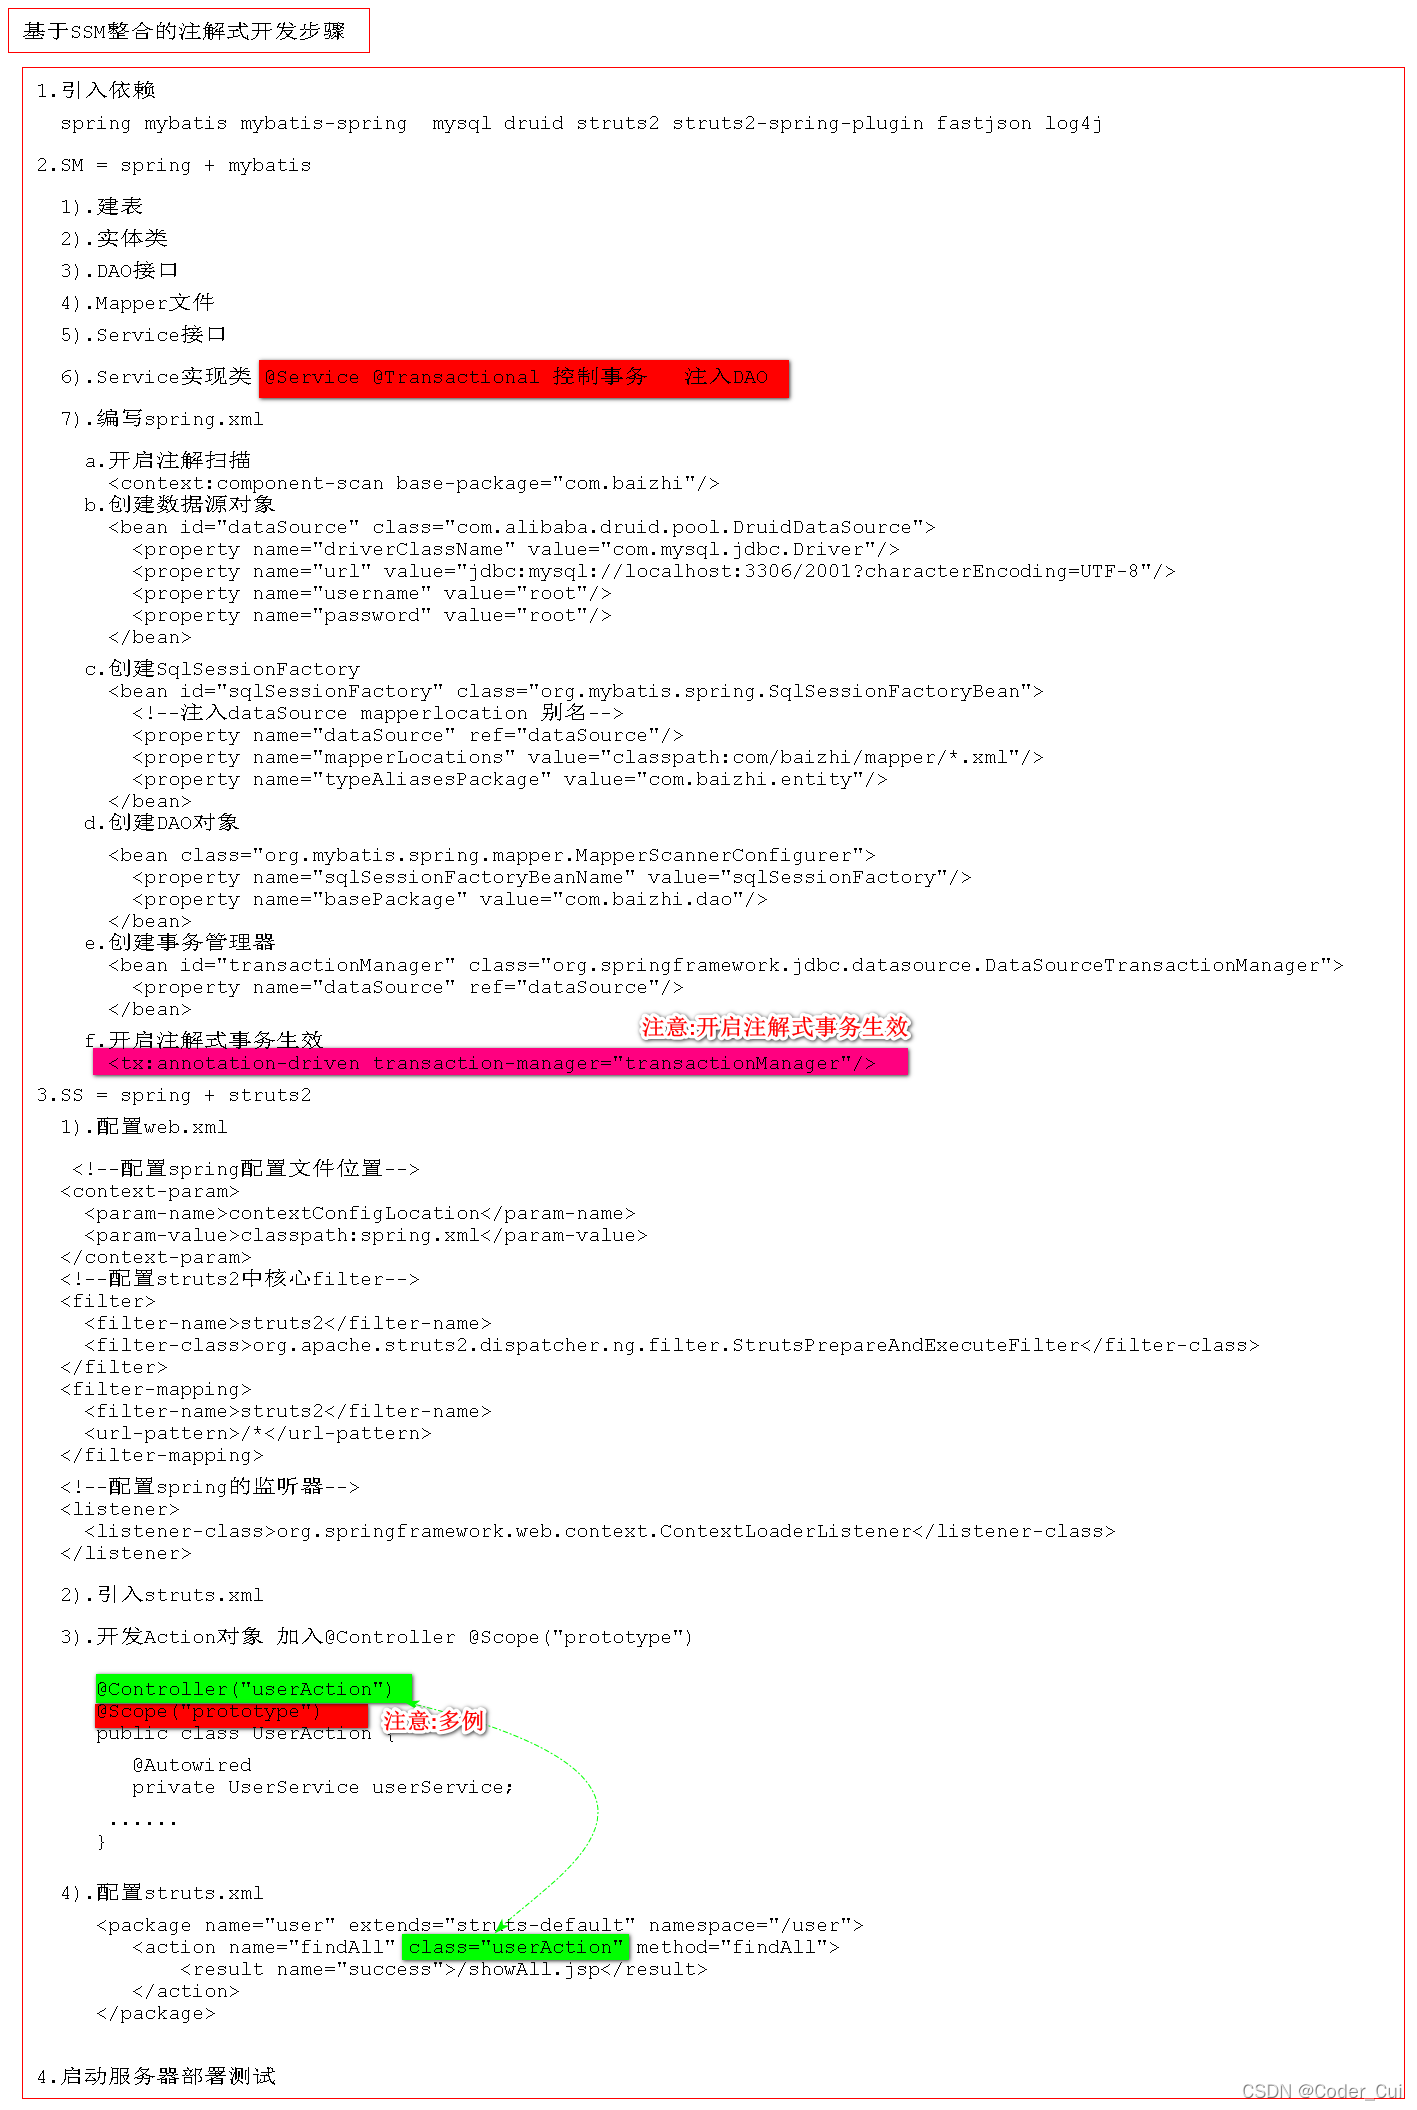 基于SSM整合的注解式开发步骤
1.引入依赖
spring mybatis mybatis-spring  mysql druid struts2 struts2-spring-plugin fastjson log4j
2.SM = spring + mybatis
1).建表
2).实体类
3).DAO接口
4).Mapper文件
5).Service接口
6).Service实现类 @Service @Transactional 控制事务   注入DAO
7).编写spring.xml
a.开启注解扫描
<context:component-scan base-package="com.baizhi"/>
b.创建数据源对象
<bean id="dataSource" class="com.alibaba.druid.pool.DruidDataSource">
<property name="driverClassName" value="com.mysql.jdbc.Driver"/>
<property name="url" value="jdbc:mysql://localhost:3306/2001?characterEncoding=UTF-8"/>
<property name="username" value="root"/>
<property name="password" value="root"/>
</bean>
c.创建SqlSessionFactory
<bean id="sqlSessionFactory" class="org.mybatis.spring.SqlSessionFactoryBean">
<!--注入dataSource mapperlocation 别名-->
<property name="dataSource" ref="dataSource"/>
<property name="mapperLocations" value="classpath:com/baizhi/mapper/*.xml"/>
<property name="typeAliasesPackage" value="com.baizhi.entity"/>
</bean>
d.创建DAO对象
<bean class="org.mybatis.spring.mapper.MapperScannerConfigurer">
<property name="sqlSessionFactoryBeanName" value="sqlSessionFactory"/>
<property name="basePackage" value="com.baizhi.dao"/>
</bean>
e.创建事务管理器
<bean id="transactionManager" class="org.springframework.jdbc.datasource.DataSourceTransactionManager">
<property name="dataSource" ref="dataSource"/>
</bean>
注意:开启注解式事务生效
f.开启注解式事务生效
<tx:annotation-driven transaction-manager="transactionManager"/>
3.SS = spring + struts2
1).配置web.xml
<!--配置spring配置文件位置-->
<context-param>
<param-name>contextConfigLocation</param-name>
<param-value>classpath:spring.xml</param-value>
</context-param>
<!--配置struts2中核心filter-->
<filter>
<filter-name>struts2</filter-name>
<filter-class>org.apache.struts2.dispatcher.ng.filter.StrutsPrepareAndExecuteFilter</filter-class>
</filter>
<filter-mapping>
<filter-name>struts2</filter-name>
<url-pattern>/*</url-pattern>
</filter-mapping>
<!--配置spring的监听器-->
<listener>
<listener-class>org.springframework.web.context.ContextLoaderListener</listener-class>
</listener>
2).引入struts.xml
3).开发Action对象 加入@Controller @Scope("prototype")
@Controller("userAction")
@Scope("prototype")
注意:多例
public class UserAction {
@Autowired
private UserService userService;
......
}
4).配置struts.xml
<package name="user" extends="struts-default" namespace="/user">
<action name="findAll" class="userAction" method="findAll">
<result name="success">/showAll.jsp</result>
</action>
</package>
4.启动服务器部署测试
CSDN @Coder_Cui